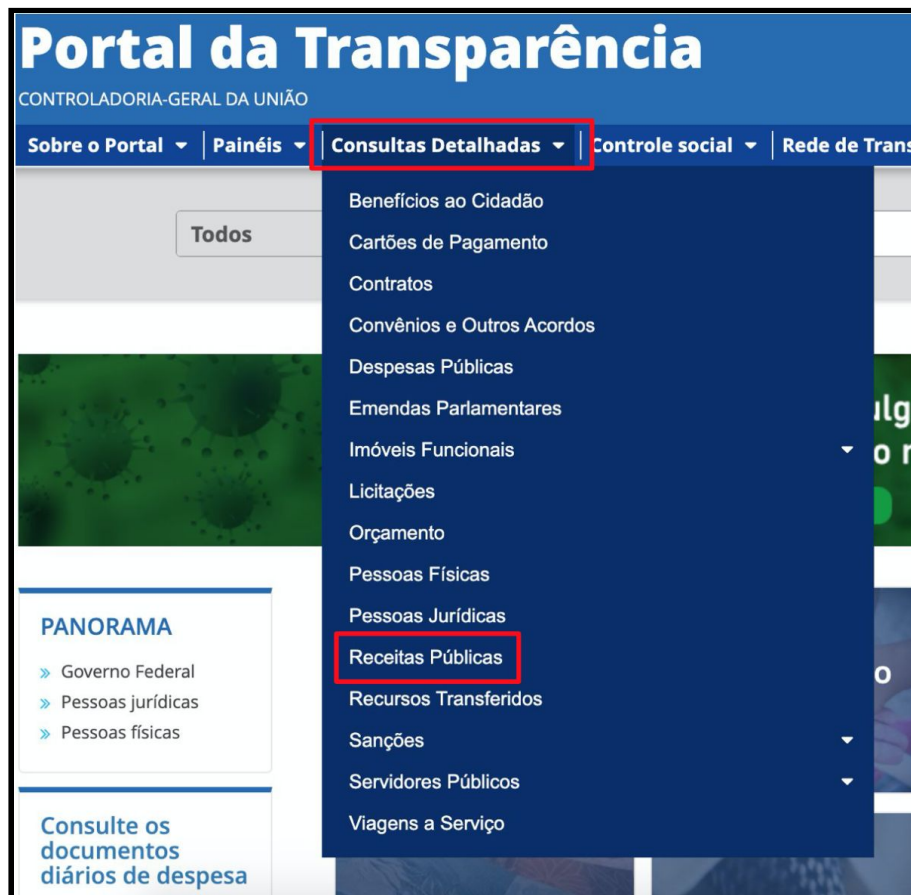 Portal da Transparência
CONTROLADORIA-GERAL DA UNIÃO
Sobre o Portal
Painéis
Consultas Detalhadas
Controle social
Rede de
Todos
Benefícios ao Cidadão
Cartões de Pagamento
Contratos
Convênios e Outros Acordos
Despesas Públicas
Emendas Parlamentares
Imóveis Funcionais
Licitações
Orçamento
Pessoas Físicas
Pessoas Jurídicas
Receitas Públicas
Recursos Transferidos
Sanções
Servidores Públicos
Viagens a Serviço
PANORAMA
» Governo Federal
» Pessoas jurídicas
» Pessoas físicas
Consulte os
documentos
diários de despesa